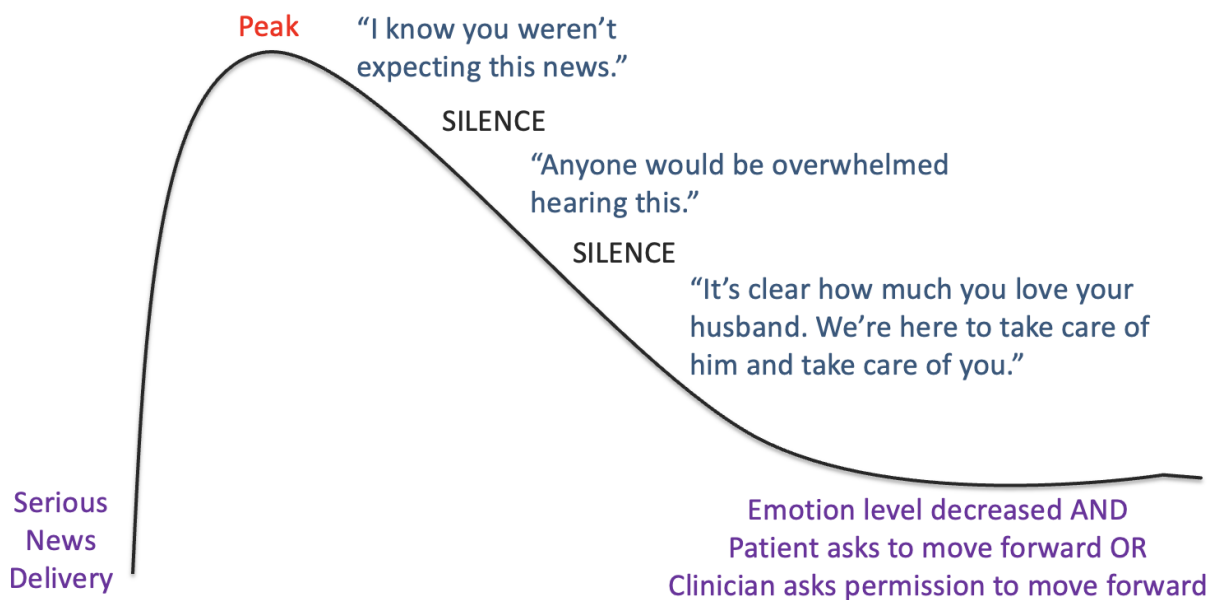 Peak
“I know you weren’t
expecting this news.”
SILENCE
“Anyone would be overwhelmed
hearing this.”
SILENCE
“It’s clear how much you love your
husband. We’re here to take care of
him and take care of you.”
Serious
News
Delivery
Emotion level decreased AND
Patient asks to move forward OR
Clinician asks permission to move forward